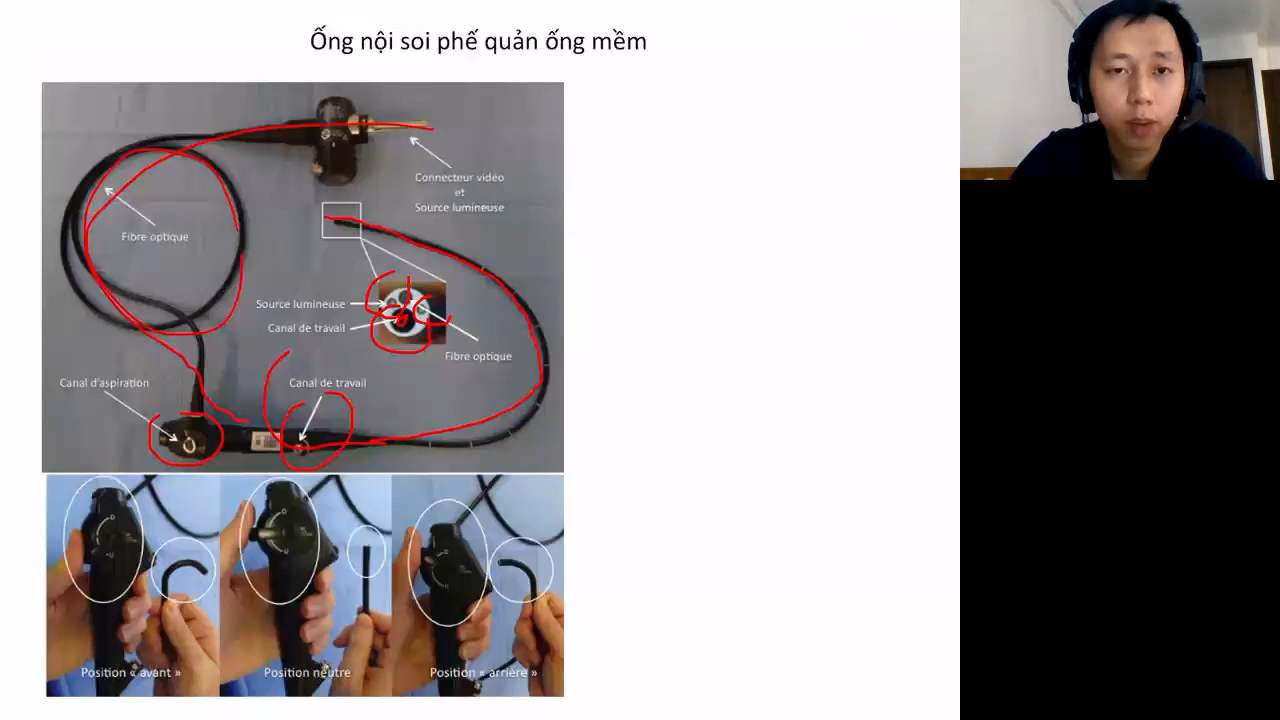 Ống nội soi phế quản ống mềm
Connecteur vidéo
et
Source lumineuse
Fibre optique
Source lumineuse
Canal de travail
Fibre optique
Canal d'aspiration
Canal de travail
Position « avant »
Position neutre
Position « arrière »